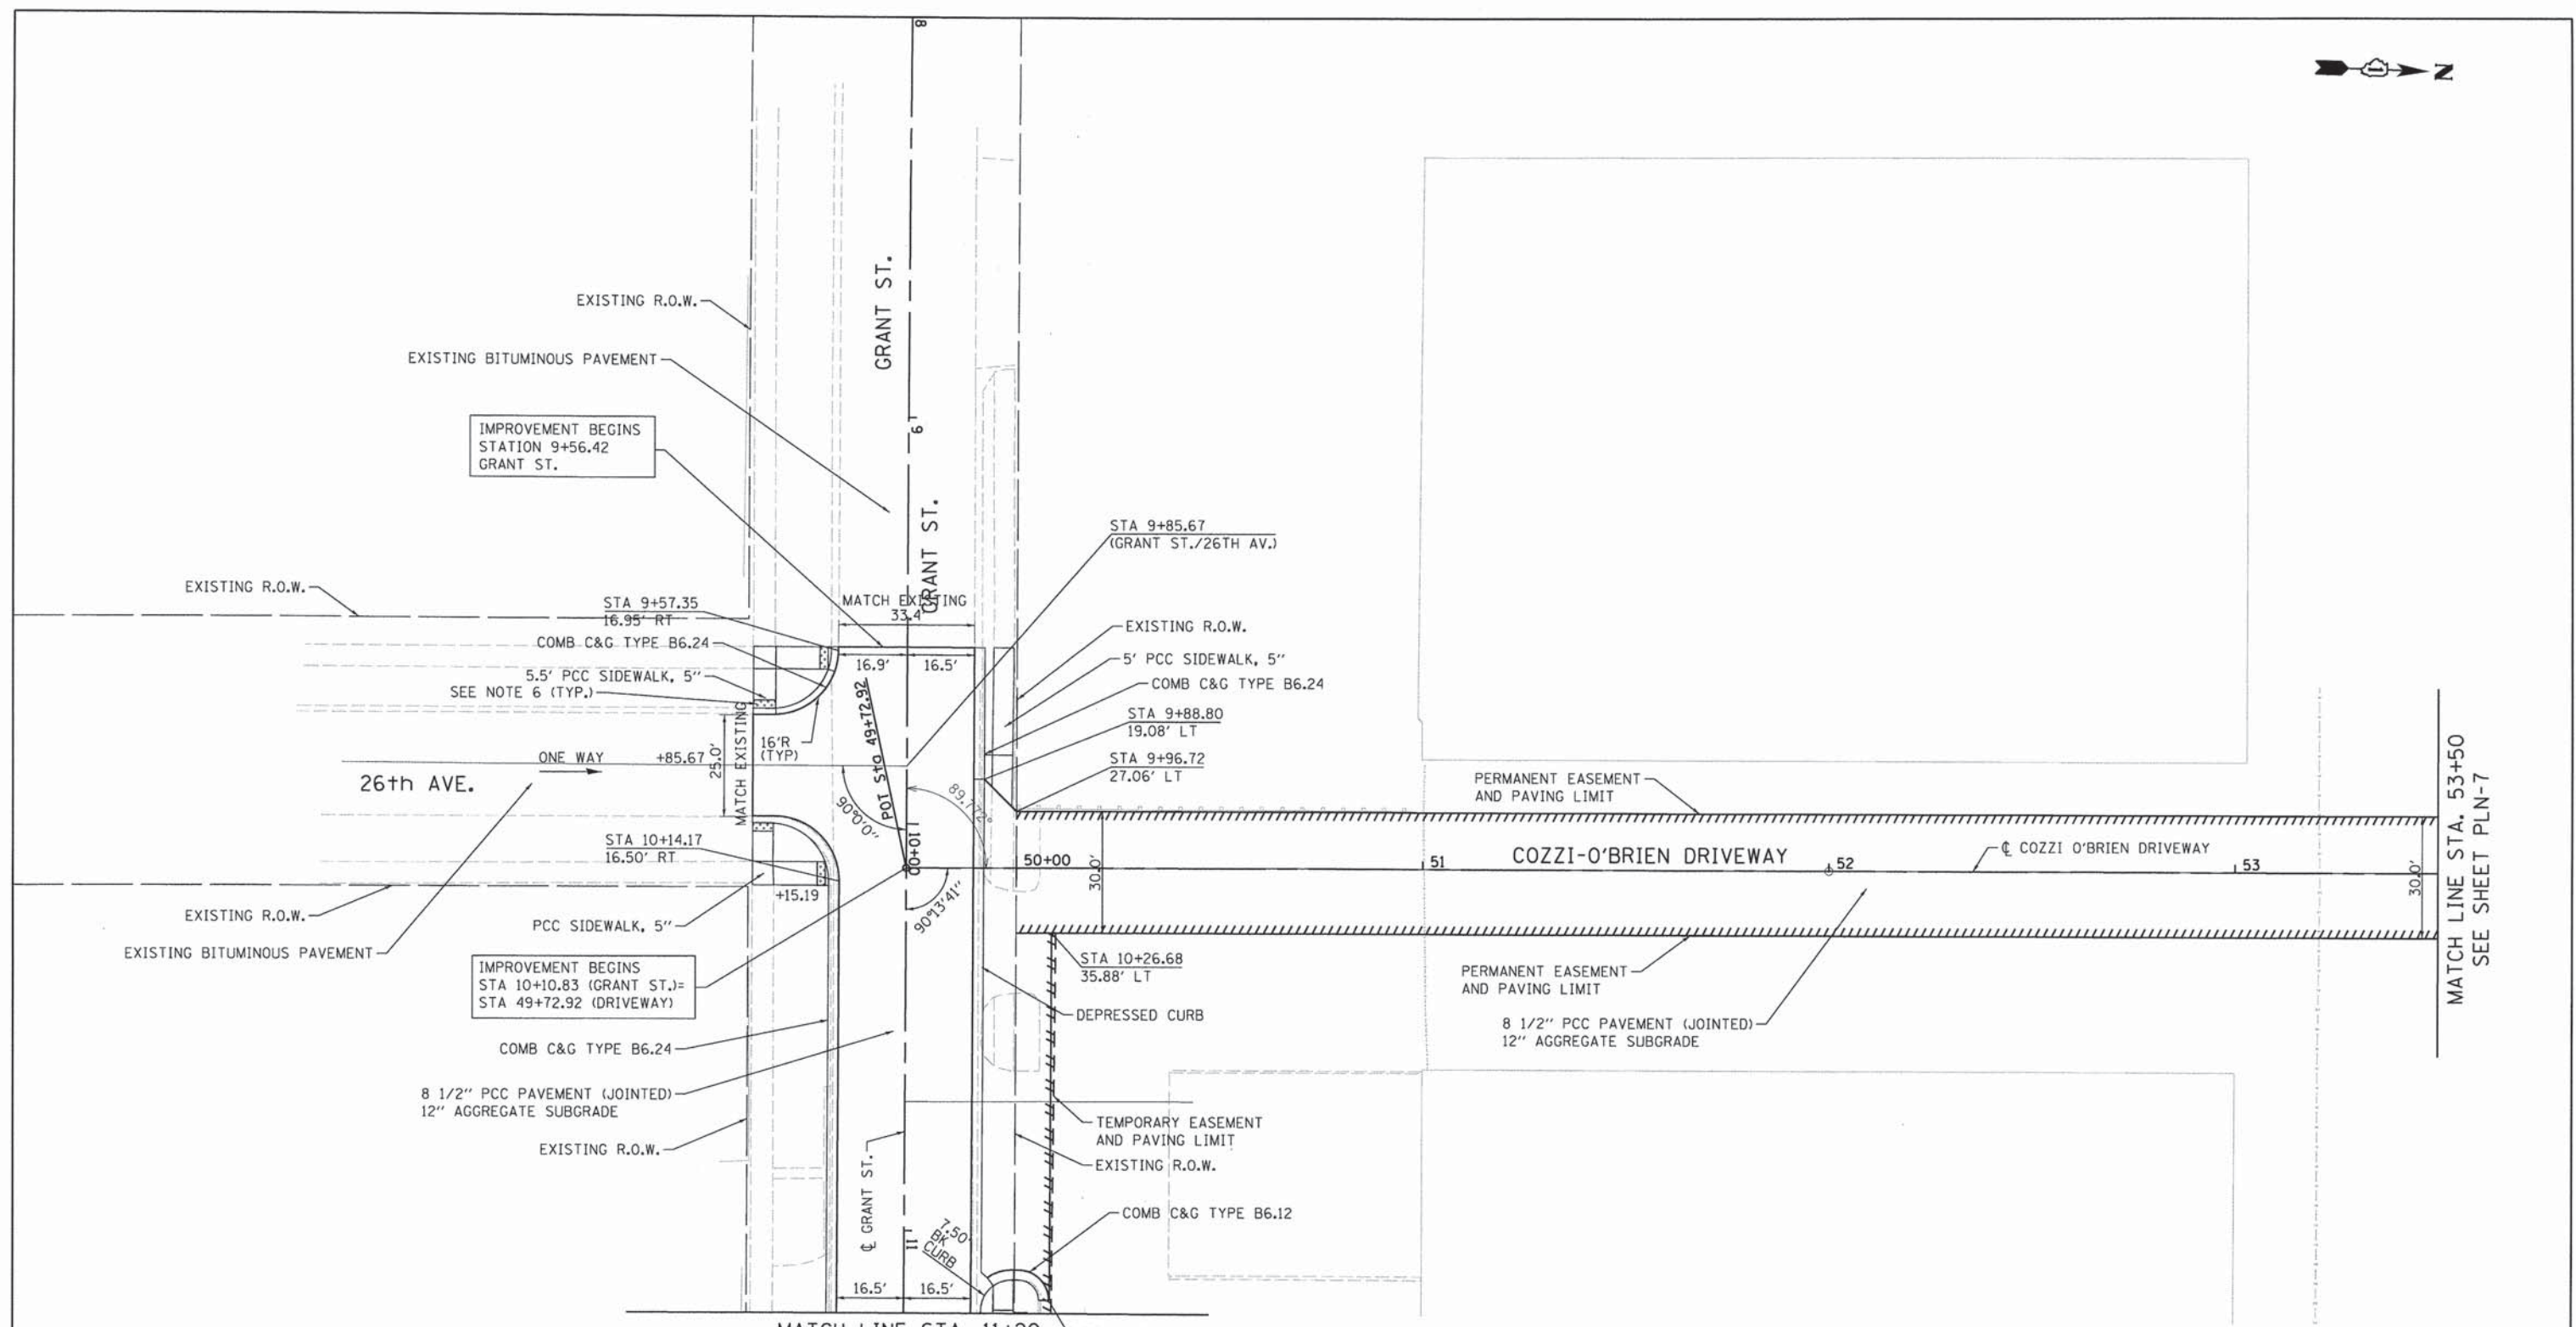 8
N
GRANT ST.
EXISTING R.O.W.
EXISTING BITUMINOUS PAVEMENT
IMPROVEMENT BEGINS
STATION 9+56.42
GRANT ST.
9
GRANT ST.
STA 9+85.67
(GRANT ST./26TH AV.)
EXISTING R.O.W.
STA 9+57.35
16.95' RT
MATCH EXISTING
33.4'
COMB C&G TYPE B6.24
EXISTING R.O.W.
5' PCC SIDEWALK, 5"
COMB C&G TYPE B6.24
16.9'
16.5'
5.5' PCC SIDEWALK, 5"
SEE NOTE 6 (TYP.)
STA 9+88.80
19.08' LT
STA 9+96.72
27.06' LT
POT Sta 49+72.92
16'R
(TYP)
MATCH EXISTING
25.0'
ONE WAY
+85.67
26th AVE.
90°0'0"
10+00
90°13'41"
PERMANENT EASEMENT
AND PAVING LIMIT
MATCH LINE STA. 53+50
SEE SHEET PLN-7
STA 10+14.17
16.50' RT
50+00
30.0'
51
COZZI-O'BRIEN DRIVEWAY
52
℄ COZZI O'BRIEN DRIVEWAY
53
30.0'
+15.19
EXISTING R.O.W.
PCC SIDEWALK, 5"
EXISTING BITUMINOUS PAVEMENT
IMPROVEMENT BEGINS
STA 10+10.83 (GRANT ST.)=
STA 49+72.92 (DRIVEWAY)
STA 10+26.68
35.88' LT
PERMANENT EASEMENT
AND PAVING LIMIT
DEPRESSED CURB
8 1/2" PCC PAVEMENT (JOINTED)
12" AGGREGATE SUBGRADE
COMB C&G TYPE B6.24
8 1/2" PCC PAVEMENT (JOINTED)
12" AGGREGATE SUBGRADE
TEMPORARY EASEMENT
AND PAVING LIMIT
EXISTING R.O.W.
EXISTING R.O.W.
℄ GRANT ST.
COMB C&G TYPE B6.12
11
7.50'
BK
CURB
16.5'
16.5'